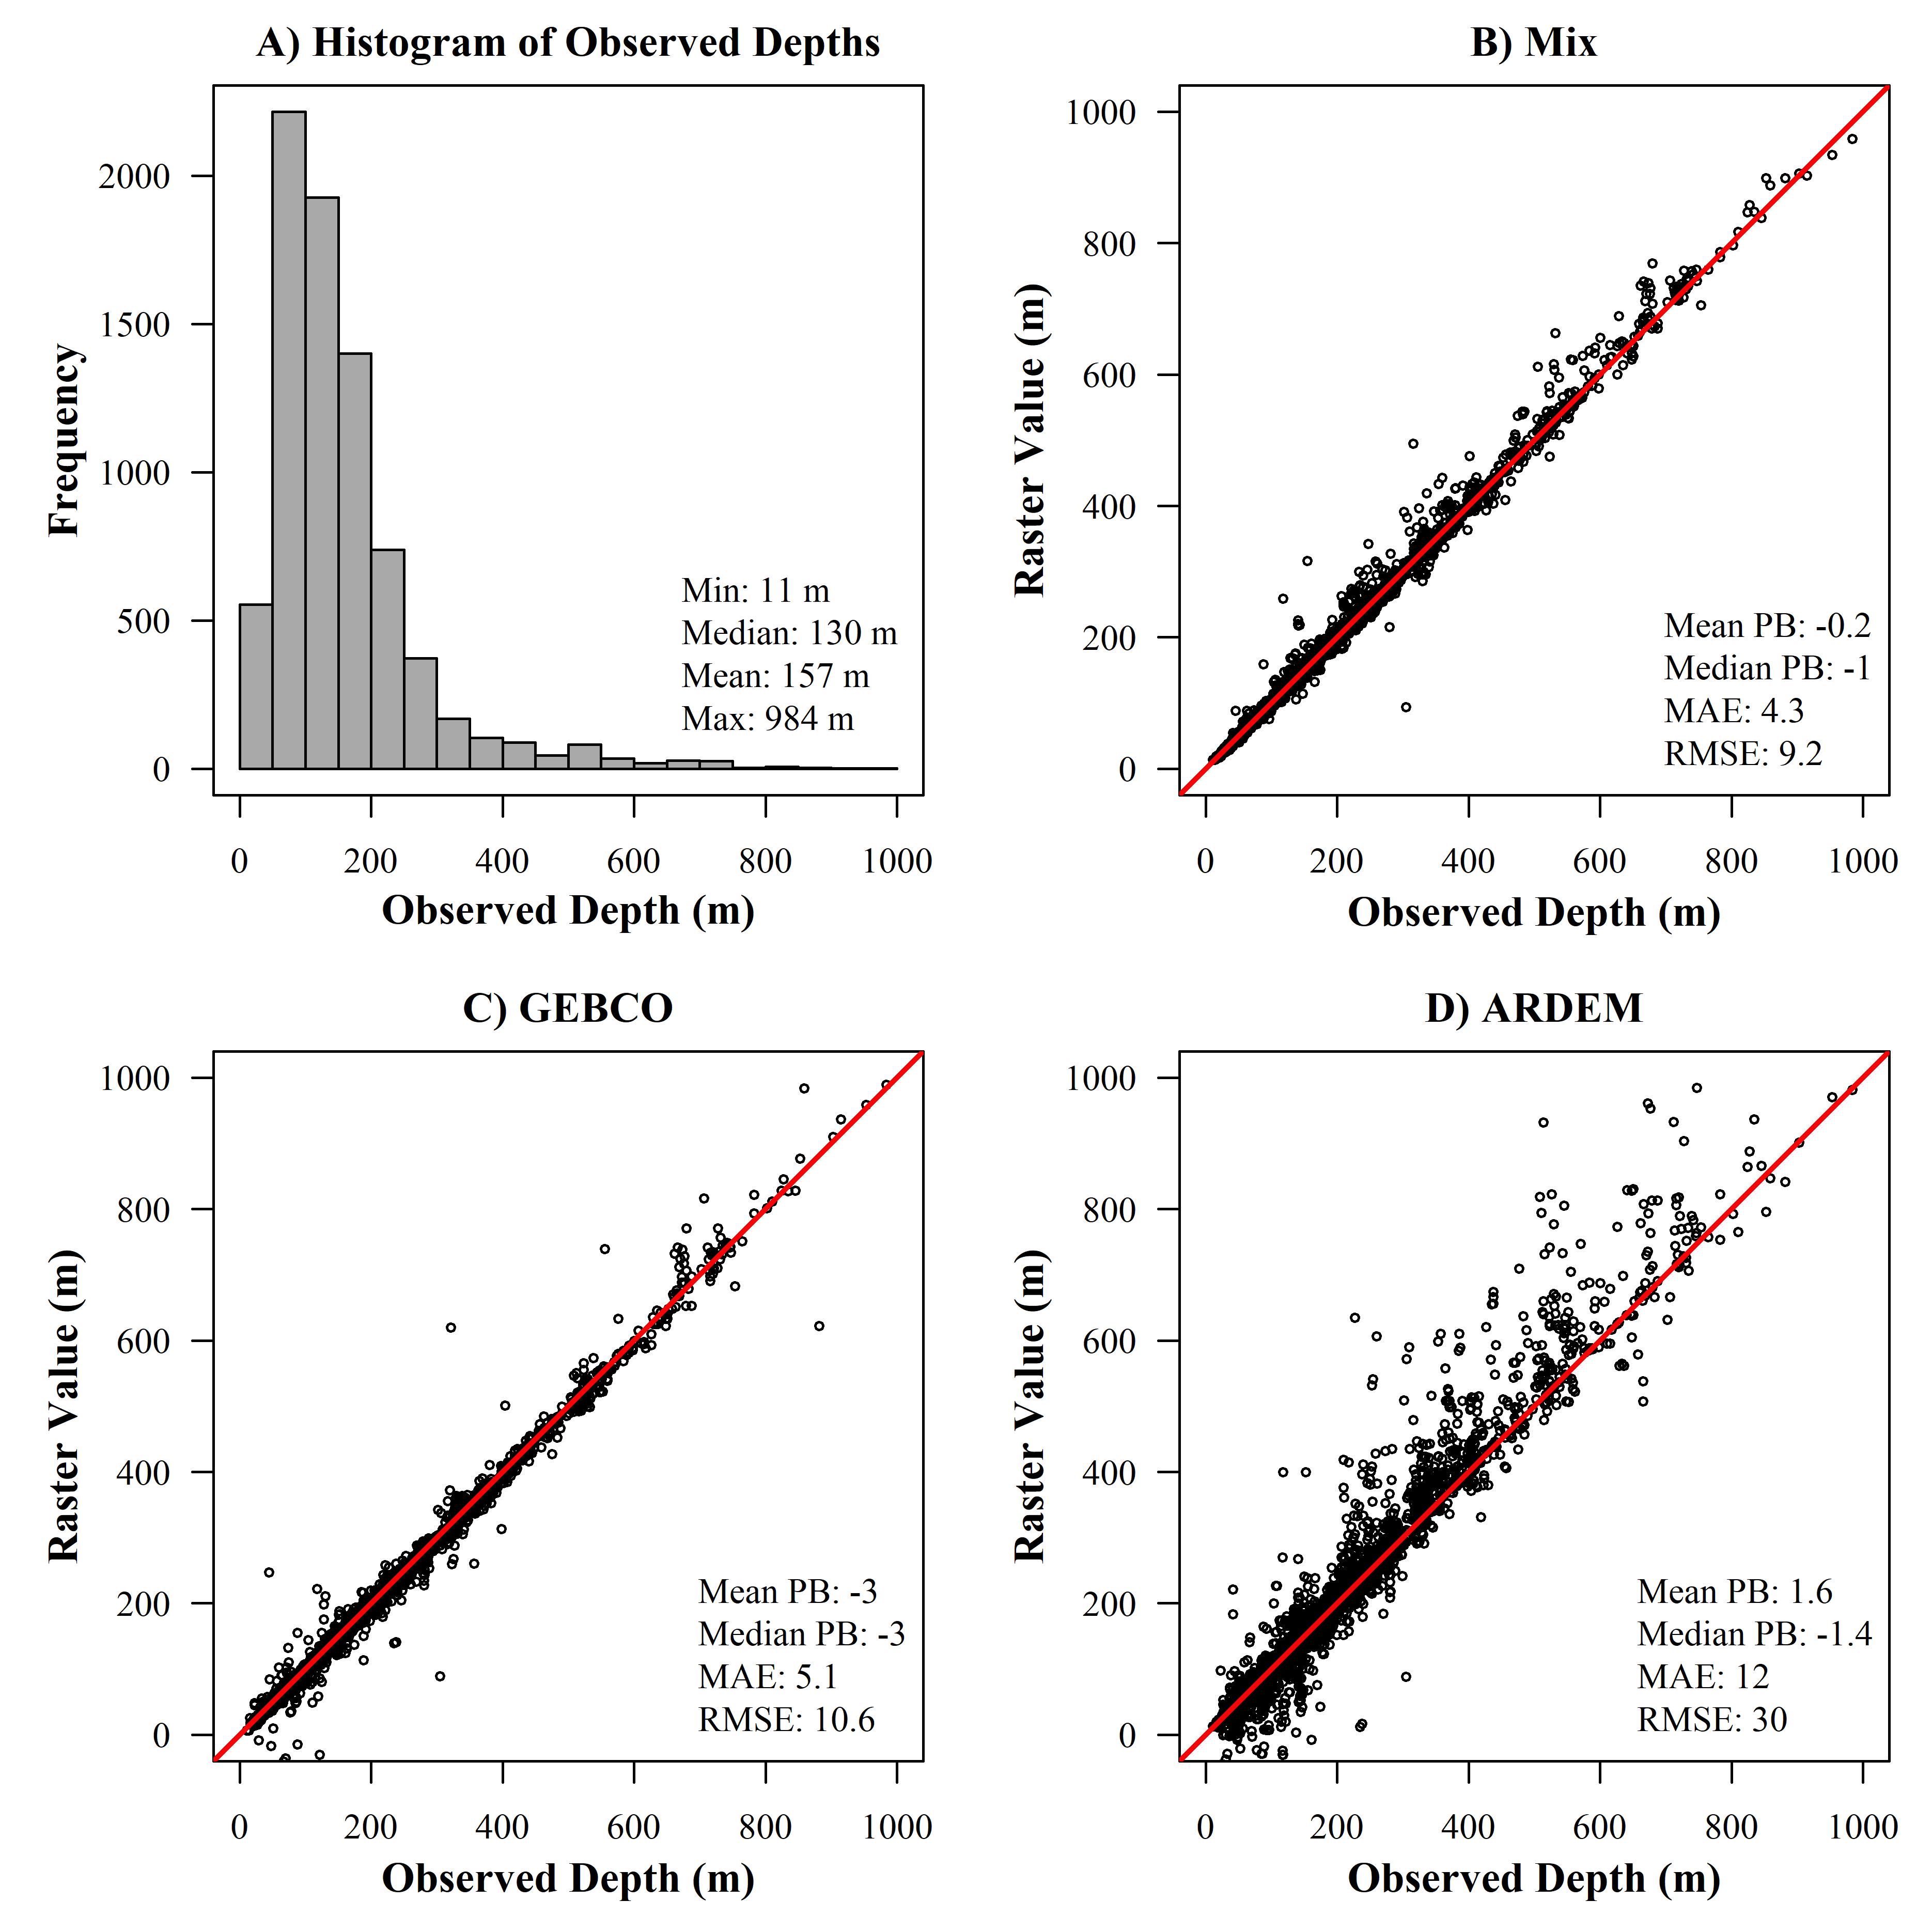 A) Histogram of Observed Depths
Frequency
2000
1500
1000
500
0
Min: 11 m
Median: 130 m
Mean: 157 m
Max: 984 m
0 200 400 600 800 1000
Observed Depth (m)
B) Mix
Raster Value (m)
1000
800
600
400
200
0
Mean PB: -0.2
Median PB: -1
MAE: 4.3
RMSE: 9.2
0 200 400 600 800 1000
Observed Depth (m)
C) GEBCO
Raster Value (m)
1000
800
600
400
200
0
Mean PB: -3
Median PB: -3
MAE: 5.1
RMSE: 10.6
0 200 400 600 800 1000
Observed Depth (m)
D) ARDEM
Raster Value (m)
1000
800
600
400
200
0
Mean PB: 1.6
Median PB: -1.4
MAE: 12
RMSE: 30
0 200 400 600 800 1000
Observed Depth (m)